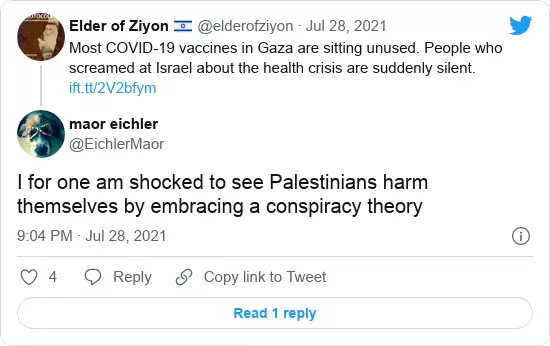 Elder of Ziyon 🇮🇱 @elderofziyon · Jul 28, 2021
Most COVID-19 vaccines in Gaza are sitting unused. People who
screamed at Israel about the health crisis are suddenly silent.
ift.tt/2V2bfym
maor eichler
@EichlerMaor
I for one am shocked to see Palestinians harm
themselves by embracing a conspiracy theory
9:04 PM · Jul 28, 2021
4 Reply Copy link to Tweet
Read 1 reply